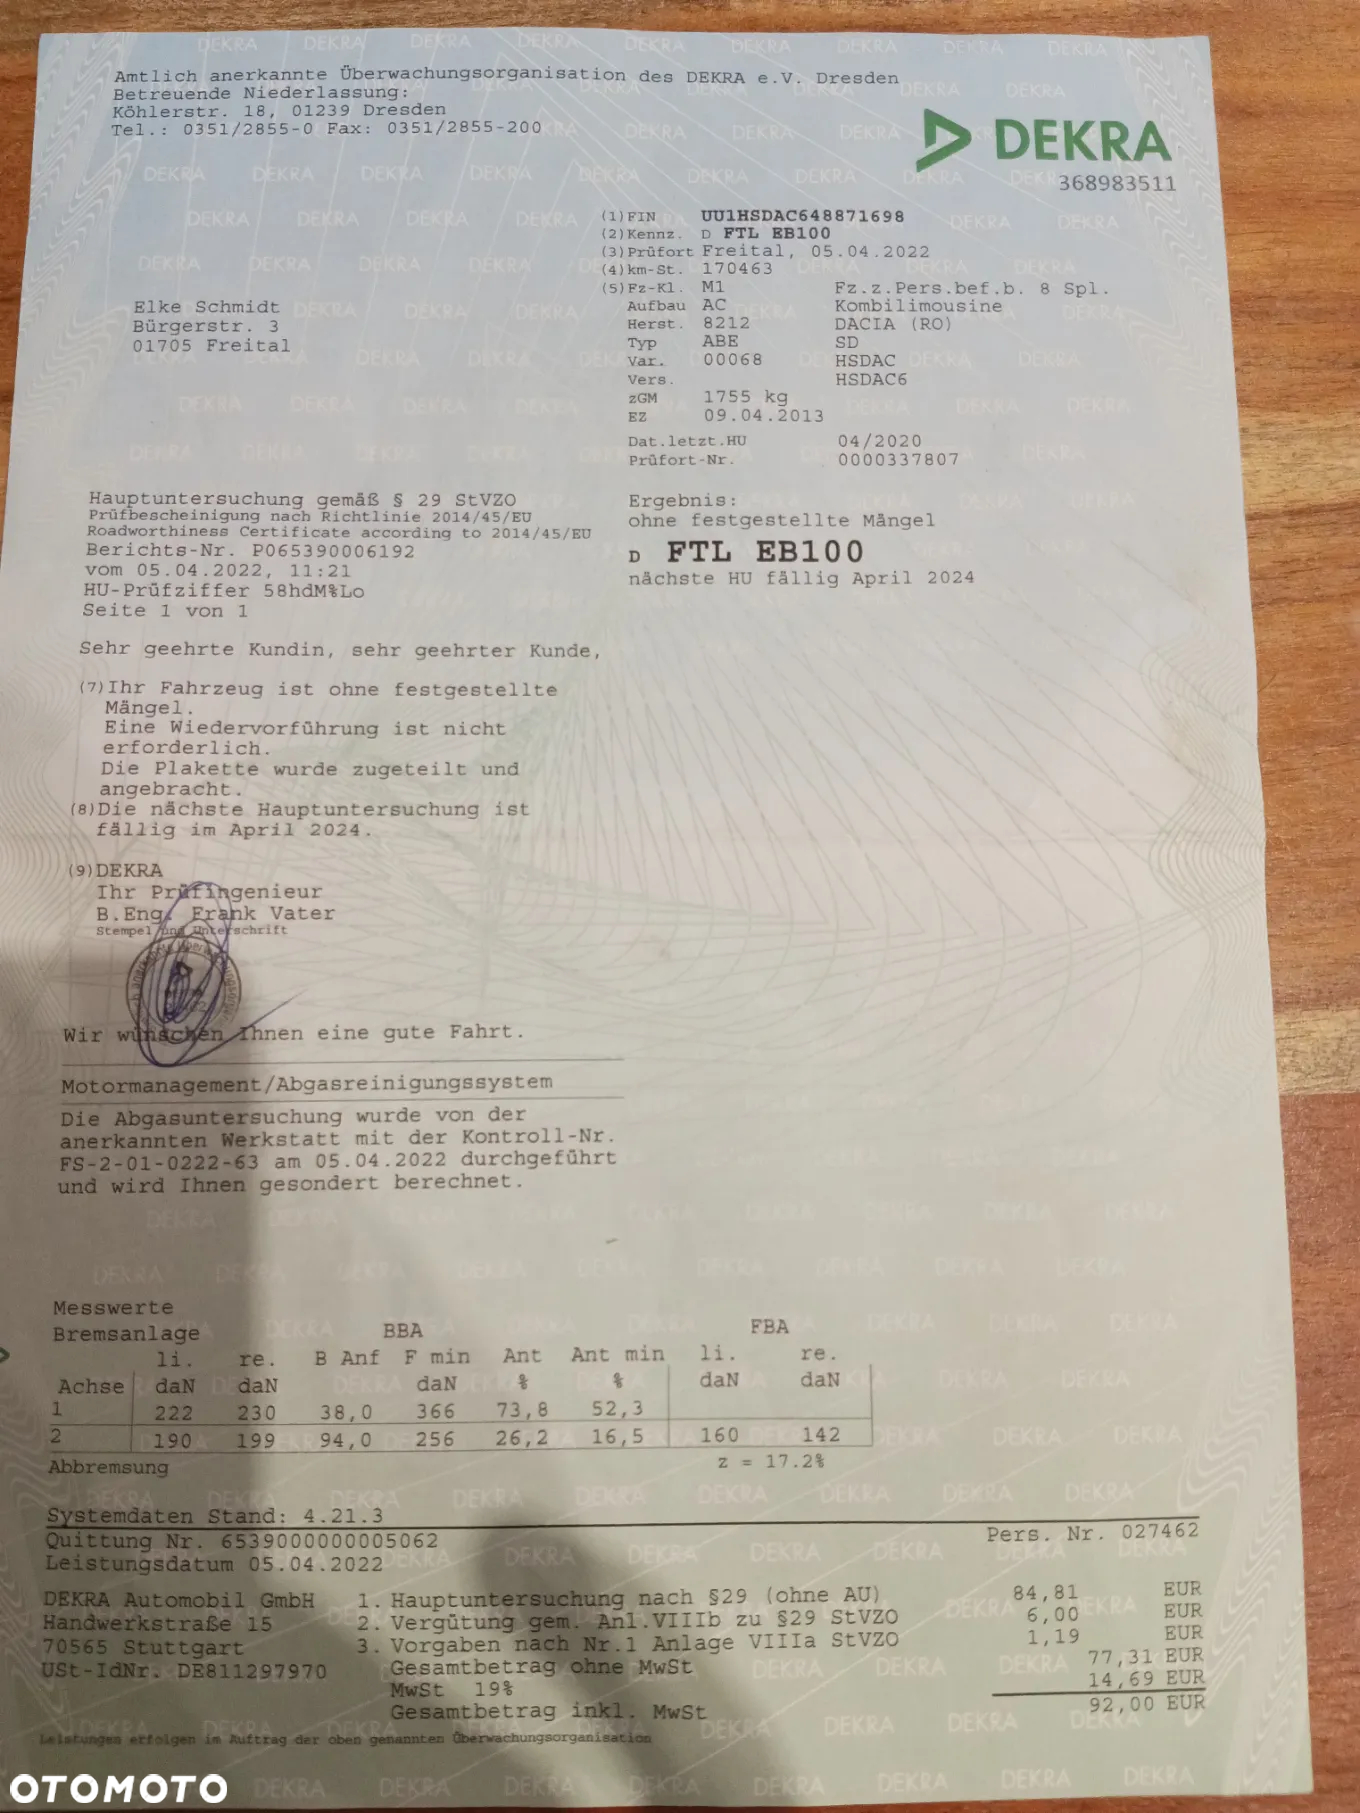 Amtlich anerkannte Überwachungsorganisation des DEKRA e.V. Dresden
Betreuende Niederlassung:
Köhlerstr. 18, 01239 Dresden
Tel.: 0351/2855-0 Fax: 0351/2855-200
DEKRA
368983511
(1)FIN UU1HSDAC648871698
(2)Kennz. D FTL EB100
(3)Prüfort Freital, 05.04.2022
(4)km-St. 170463
(5)Fz-Kl. M1 Fz.z.Pers.bef.b. 8 Spl.
Aufbau AC Kombilimousine
Herst. 8212 DACIA (RO)
Typ ABE SD
Var. 00068 HSDAC
Vers. HSDAC6
zGM 1755 kg
EZ 09.04.2013
Dat.letzt.HU 04/2020
Prüfort-Nr. 0000337807
Elke Schmidt
Bürgerstr. 3
01705 Freital
Hauptuntersuchung gemäß § 29 StVZO
Prüfbescheinigung nach Richtlinie 2014/45/EU
Roadworthiness Certificate according to 2014/45/EU
Berichts-Nr. P065390006192
vom 05.04.2022, 11:21
HU-Prüfziffer 58hdM%Lo
Seite 1 von 1
Ergebnis:
ohne festgestellte Mängel
D FTL EB100
nächste HU fällig April 2024
Sehr geehrte Kundin, sehr geehrter Kunde,
(7)Ihr Fahrzeug ist ohne festgestellte
Mängel.
Eine Wiedervorführung ist nicht
erforderlich.
Die Plakette wurde zugeteilt und
angebracht.
(8)Die nächste Hauptuntersuchung ist
fällig im April 2024.
(9)DEKRA
Ihr Prüfingenieur
B.Eng. Frank Vater
Stempel und Unterschrift
Wir wünschen Ihnen eine gute Fahrt.
Motormanagement/Abgasreinigungssystem
Die Abgasuntersuchung wurde von der
anerkannten Werkstatt mit der Kontroll-Nr.
FS-2-01-0222-63 am 05.04.2022 durchgeführt
und wird Ihnen gesondert berechnet.
Messwerte
Bremsanlage BBA FBA
li. re. B Anf F min Ant Ant min li. re.
Achse daN daN daN % % daN daN
1 222 230 38,0 366 73,8 52,3
2 190 199 94,0 256 26,2 16,5 160 142
Abbremsung z = 17.2%
Systemdaten Stand: 4.21.3
Quittung Nr. 6539000000005062 Pers. Nr. 027462
Leistungsdatum 05.04.2022
DEKRA Automobil GmbH 1. Hauptuntersuchung nach §29 (ohne AU) 84,81 EUR
Handwerkstraße 15 2. Vergütung gem. Anl.VIIIb zu §29 StVZO 6,00 EUR
70565 Stuttgart 3. Vorgaben nach Nr.1 Anlage VIIIa StVZO 1,19 EUR
USt-IdNr. DE811297970 Gesamtbetrag ohne MwSt 77,31 EUR
MwSt 19% 14,69 EUR
Gesamtbetrag inkl. MwSt 92,00 EUR
Leistungen erfolgen im Auftrag der oben genannten Überwachungsorganisation
OTOMOTO